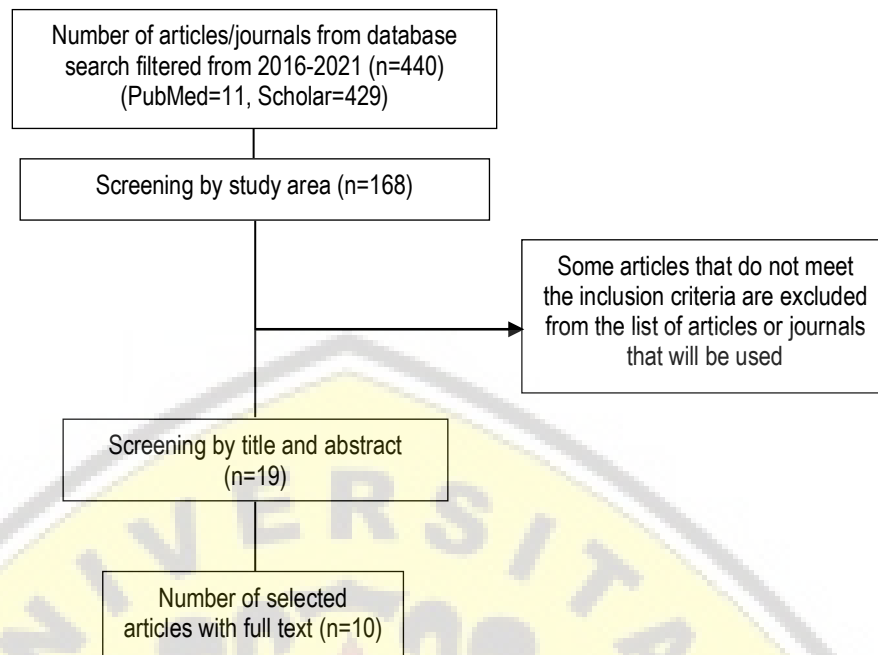 Number of articles/journals from database
search filtered from 2016-2021 (n=440)
(PubMed=11, Scholar=429)
Screening by study area (n=168)
Some articles that do not meet
the inclusion criteria are excluded
from the list of articles or journals
that will be used
Screening by title and abstract
(n=19)
Number of selected
articles with full text (n=10)
NIVERSITA